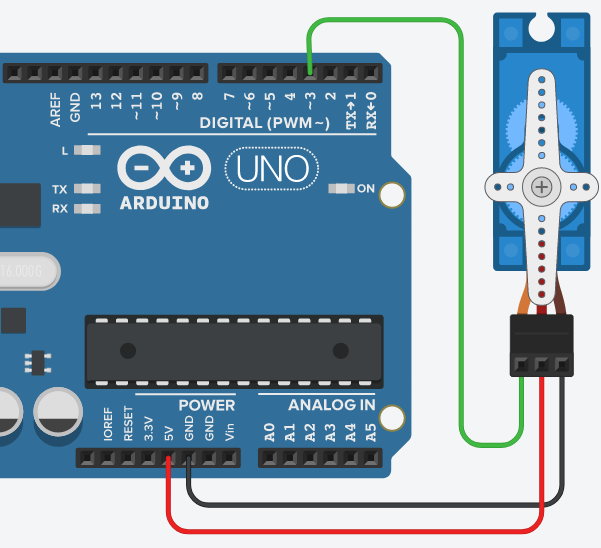 AREF
GND
13
12
~11
~10
~9
8
7
~6
~5
4
~3
2
TX→1
RX←0
DIGITAL (PWM~)
L
TX
RX
UNO
ON
ARDUINO
16.000G
POWER
ANALOG IN
IOREF
RESET
3.3V
5V
GND
GND
Vin
A0
A1
A2
A3
A4
A5